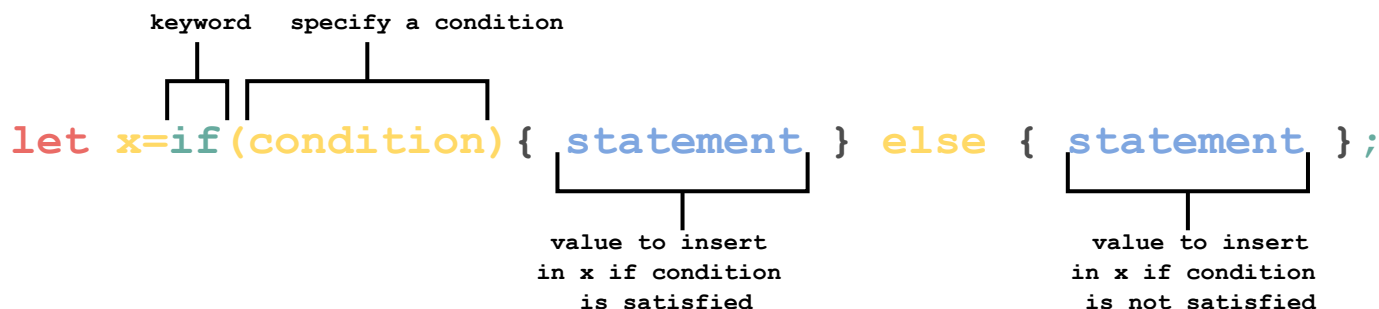 keyword specify a condition
let x=if(condition){ statement } else { statement };
value to insert
in x if condition
is satisfied
value to insert
in x if condition
is not satisfied